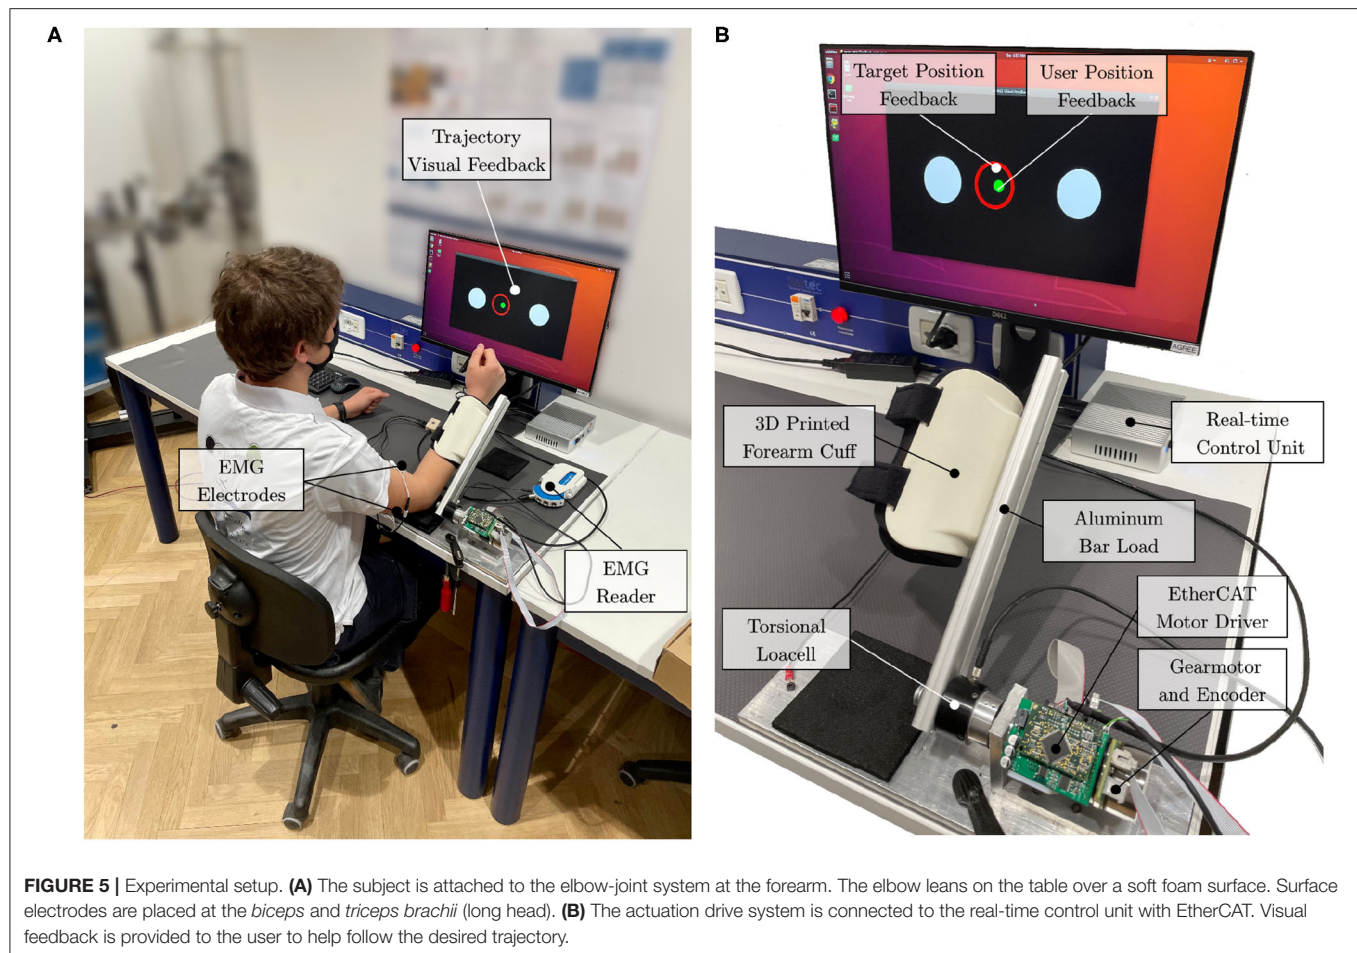 A
Trajectory
Visual Feedback
EMG
Electrodes
EMG
Reader
B
Target Position
Feedback
User Position
Feedback
DELL
AGREE
3D Printed
Forearm Cuff
Real-time
Control Unit
Aluminum
Bar Load
EtherCAT
Motor Driver
Torsional
Loacell
Gearmotor
and Encoder
FIGURE 5 | Experimental setup. (A) The subject is attached to the elbow-joint system at the forearm. The elbow leans on the table over a soft foam surface. Surface
electrodes are placed at the biceps and triceps brachii (long head). (B) The actuation drive system is connected to the real-time control unit with EtherCAT. Visual
feedback is provided to the user to help follow the desired trajectory.